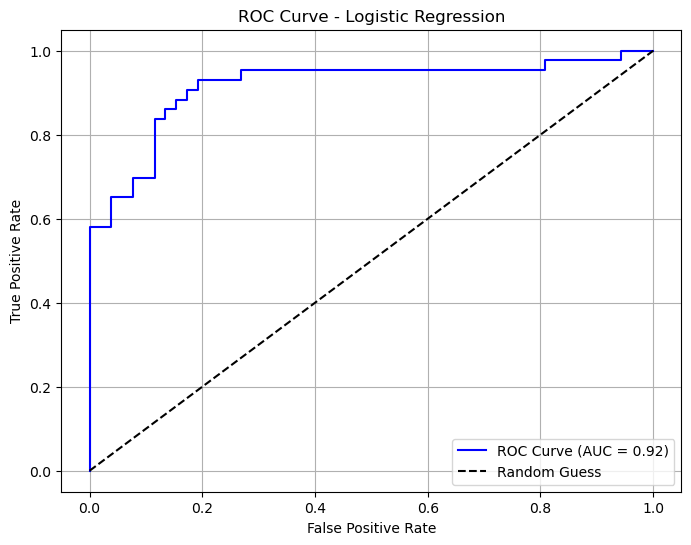 ROC Curve - Logistic Regression
True Positive Rate
1.0
0.8
0.6
0.4
0.2
0.0
ROC Curve (AUC = 0.92)
Random Guess
0.0 0.2 0.4 0.6 0.8 1.0
False Positive Rate